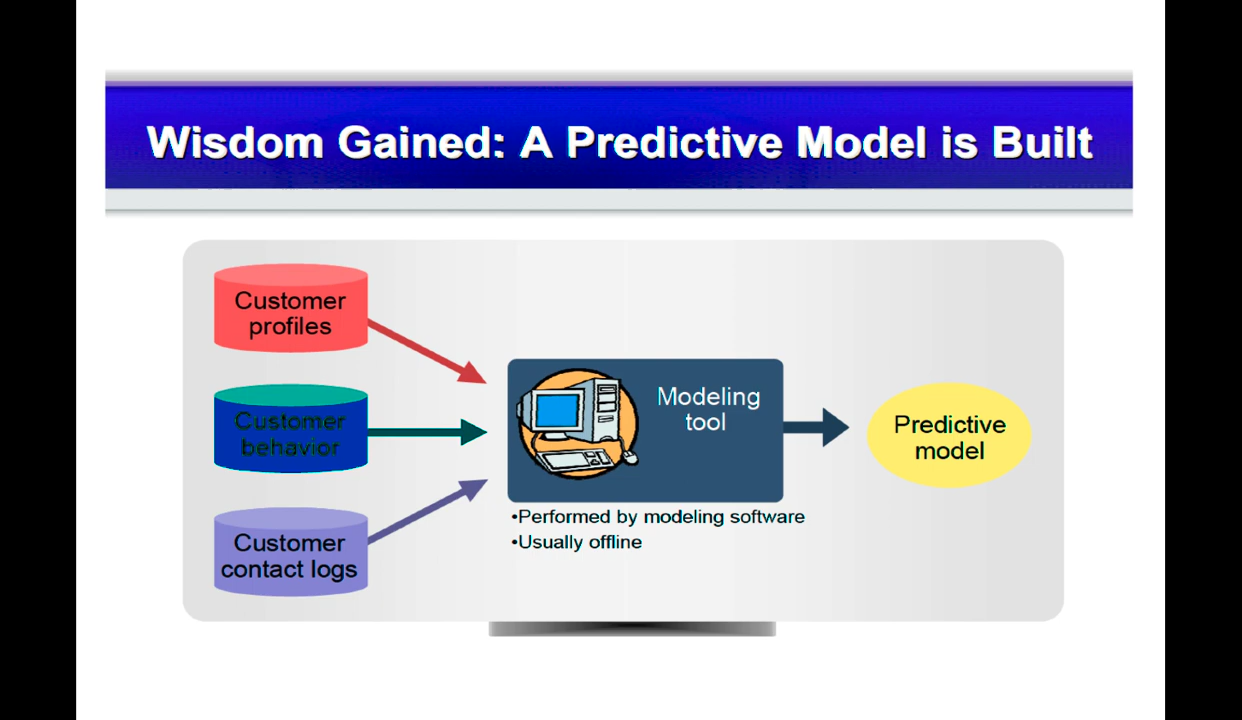 Wisdom Gained: A Predictive Model is Built
Customer
profiles
Customer
behavior
Customer
contact logs
Modeling
tool
•Performed by modeling software
•Usually offline
Predictive
model